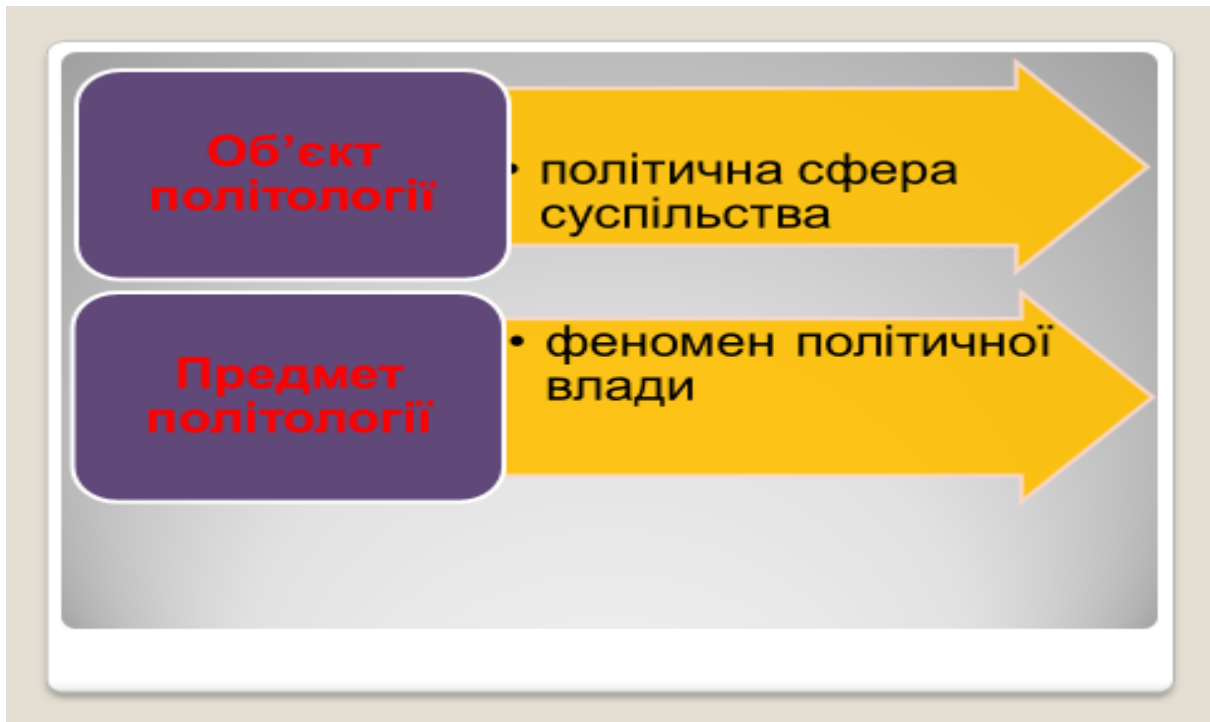 Об’єкт
політології
• політична сфера
суспільства
Предмет
політології
• феномен політичної
влади